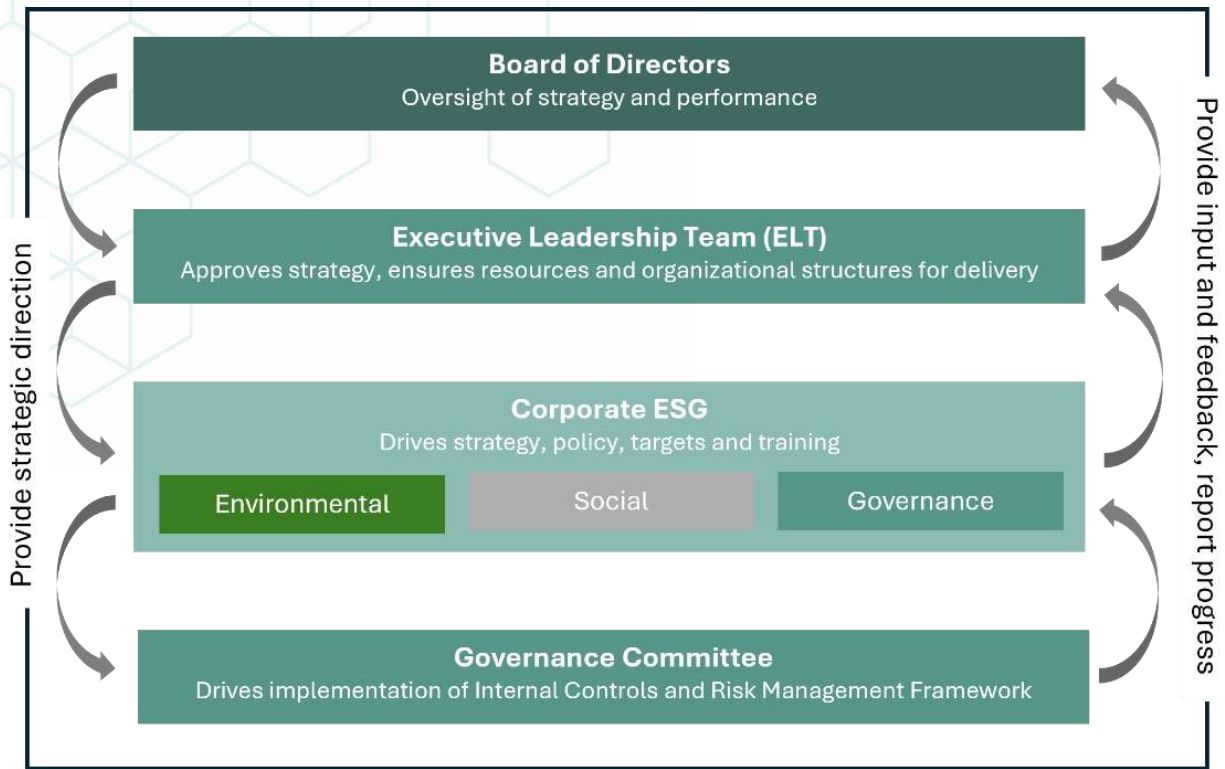 Board of Directors
Oversight of strategy and performance
Executive Leadership Team (ELT)
Approves strategy, ensures resources and organizational structures for delivery
Corporate ESG
Drives strategy, policy, targets and training
Environmental
Social
Governance
Governance Committee
Drives implementation of Internal Controls and Risk Management Framework
Provide strategic direction
Provide input and feedback, report progress